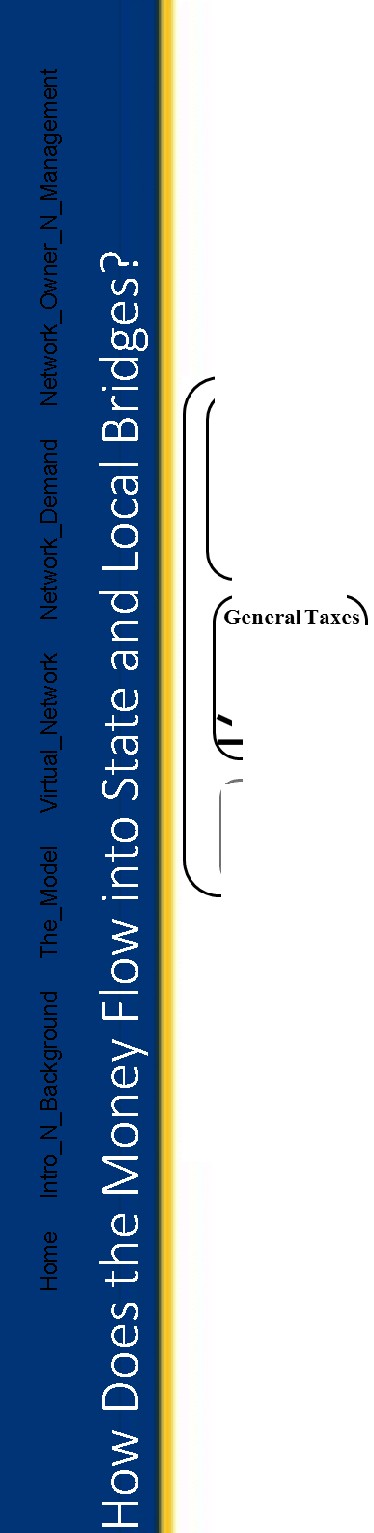 Home Intro_N_Background The_Model Virtual_Network Network_Demand Network_Owner_N_Management
How Does the Money Flow into State and Local Bridges?
General Taxes